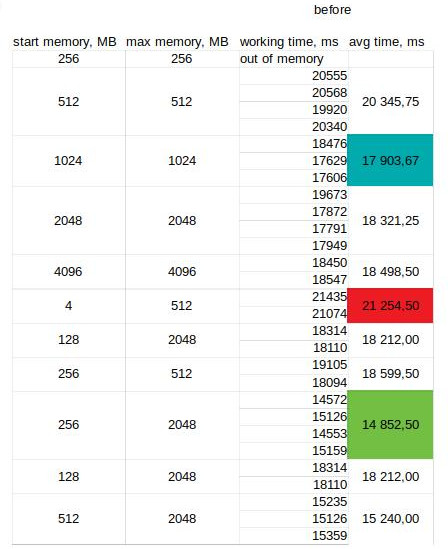 before
start memory, MB max memory, MB working time, ms avg time, ms
256 256 out of memory
20555
20568
512 512 20 345,75
19920
20340
18476
1024 1024 17629 17 903,67
17606
19673
17872
2048 2048 18 321,25
17791
17949
18450
4096 4096 18 498,50
18547
21435
4 512 21 254,50
21074
18314
128 2048 18 212,00
18110
19105
256 512 18 599,50
18094
14572
15126
256 2048 14 852,50
14553
15159
18314
128 2048 18 212,00
18110
15235
512 2048 15126 15 240,00
15359